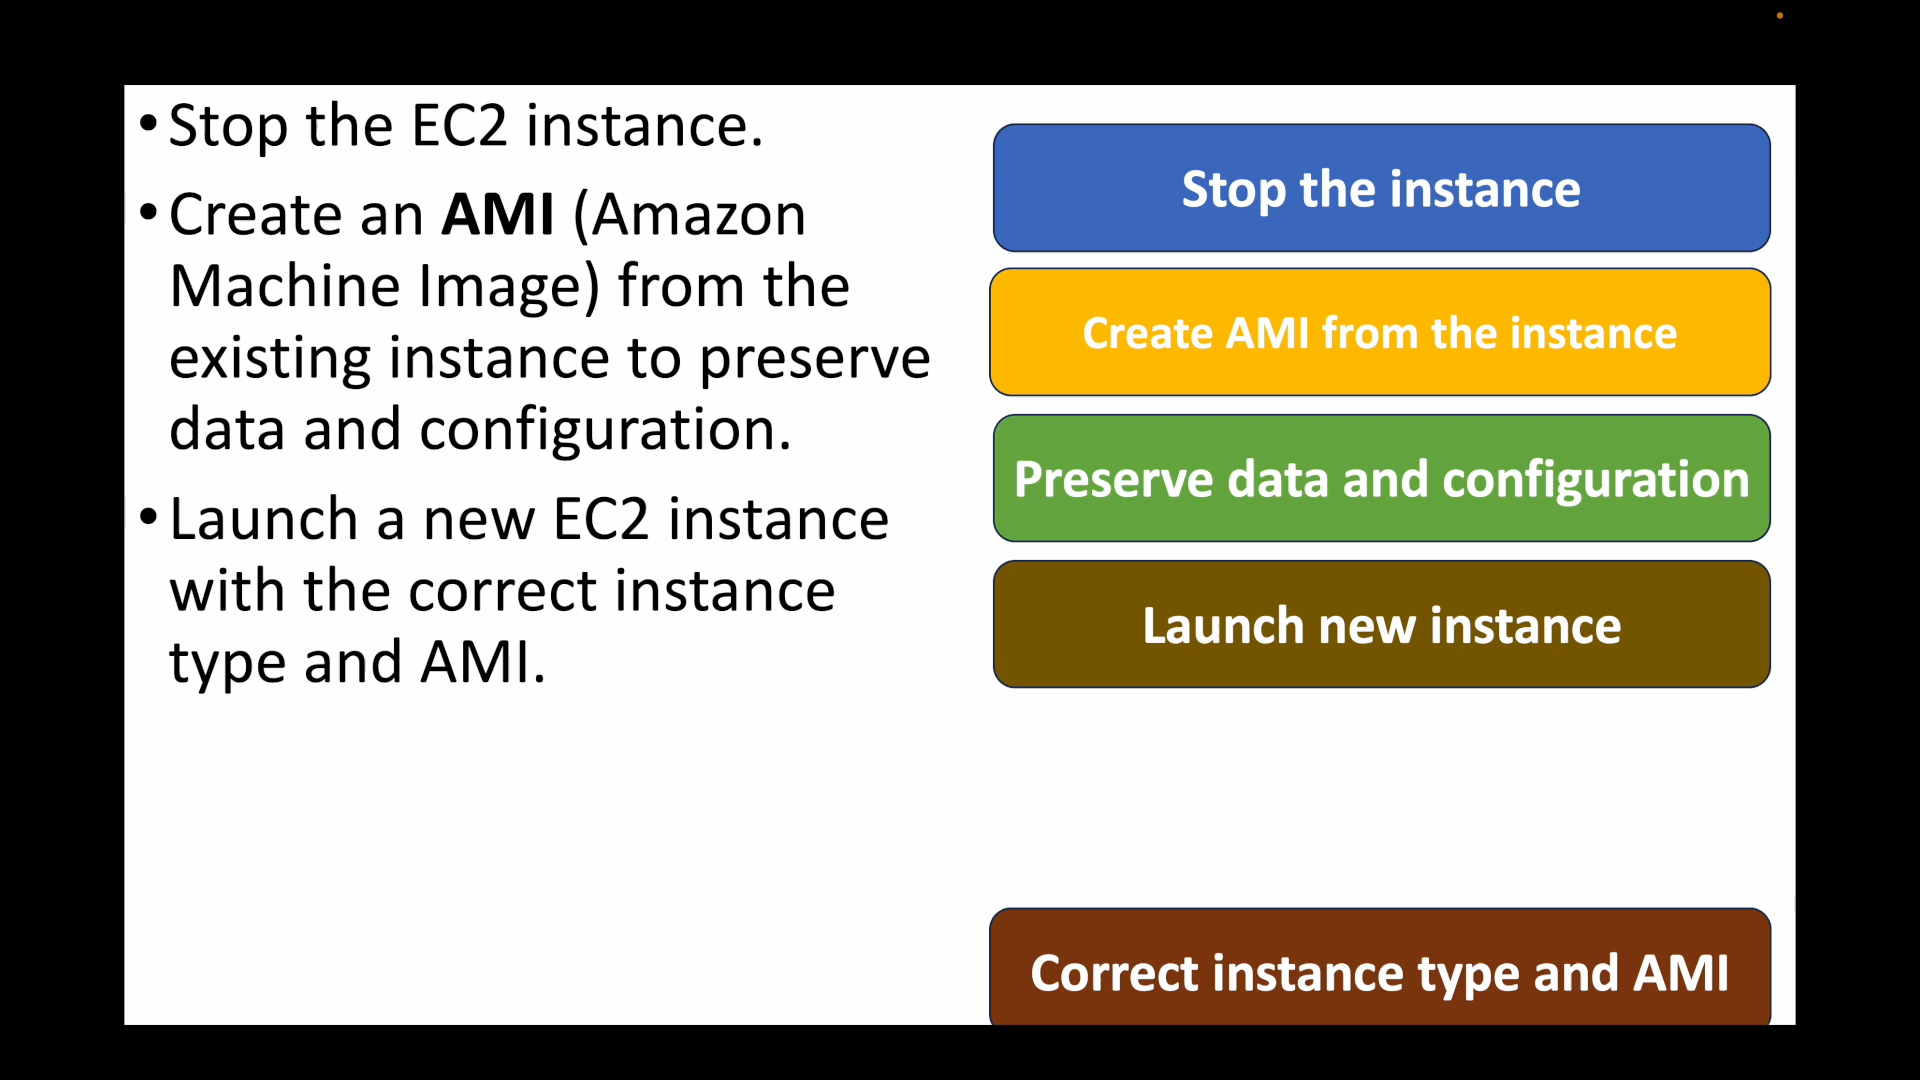 • Stop the EC2 instance.
• Create an AMI (Amazon
Machine Image) from the
existing instance to preserve
data and configuration.
• Launch a new EC2 instance
with the correct instance
type and AMI.
Stop the instance
Create AMI from the instance
Preserve data and configuration
Launch new instance
Correct instance type and AMI